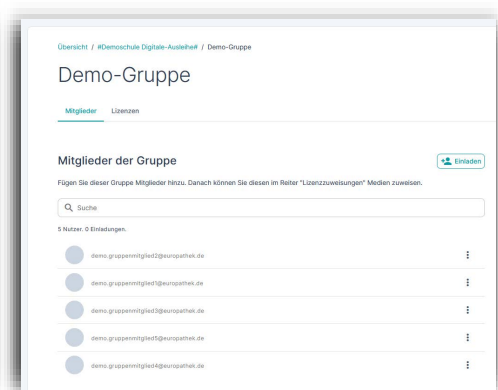 Übersicht / #Demoschule Digitale-Ausleihe# / Demo-Gruppe
Demo-Gruppe
Mitglieder Lizenzen
Mitglieder der Gruppe
Einladen
Fügen Sie dieser Gruppe Mitglieder hinzu. Danach können Sie diesen im Reiter "Lizenzzuweisungen" Medien zuweisen.
Suche
5 Nutzer. 0 Einladungen.
demo.gruppenmitglied2@europathek.de
demo.gruppenmitglied1@europathek.de
demo.gruppenmitglied3@europathek.de
demo.gruppenmitglied5@europathek.de
demo.gruppenmitglied4@europathek.de